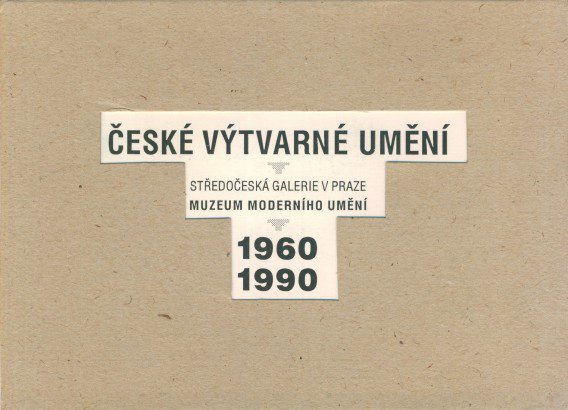 ČESKÉ VÝTVARNÉ UMĚNÍ
STŘEDOČESKÁ GALERIE V PRAZE
MUZEUM MODERNÍHO UMĚNÍ
1960
1990